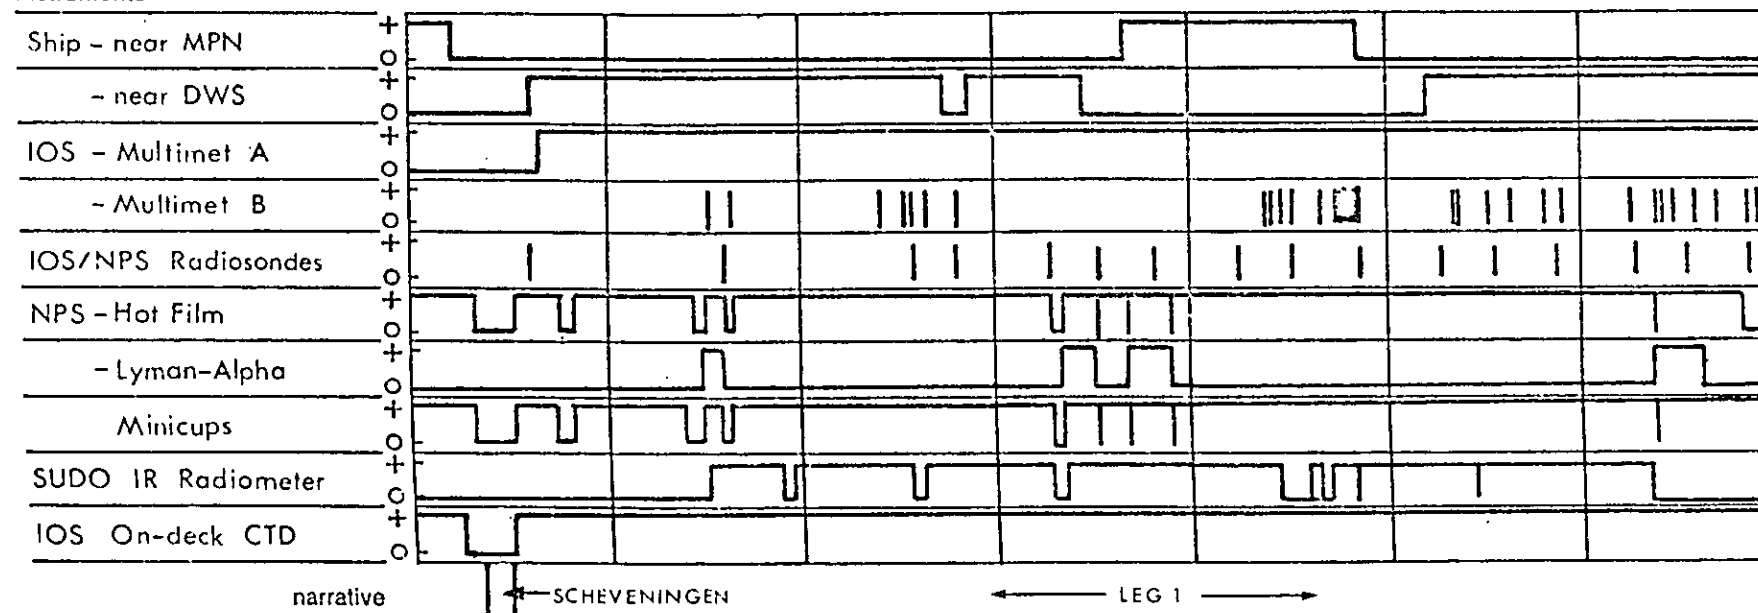 Ship - near MPN + O
- near DWS + O
IOS - Multimet A + O
- Multimet B + O
IOS/NPS Radiosondes + O
NPS - Hot Film + O
- Lyman-Alpha + O
Minicups + O
SUDO IR Radiometer + O
IOS On-deck CTD + O
narrative SCHEVENINGEN LEG 1